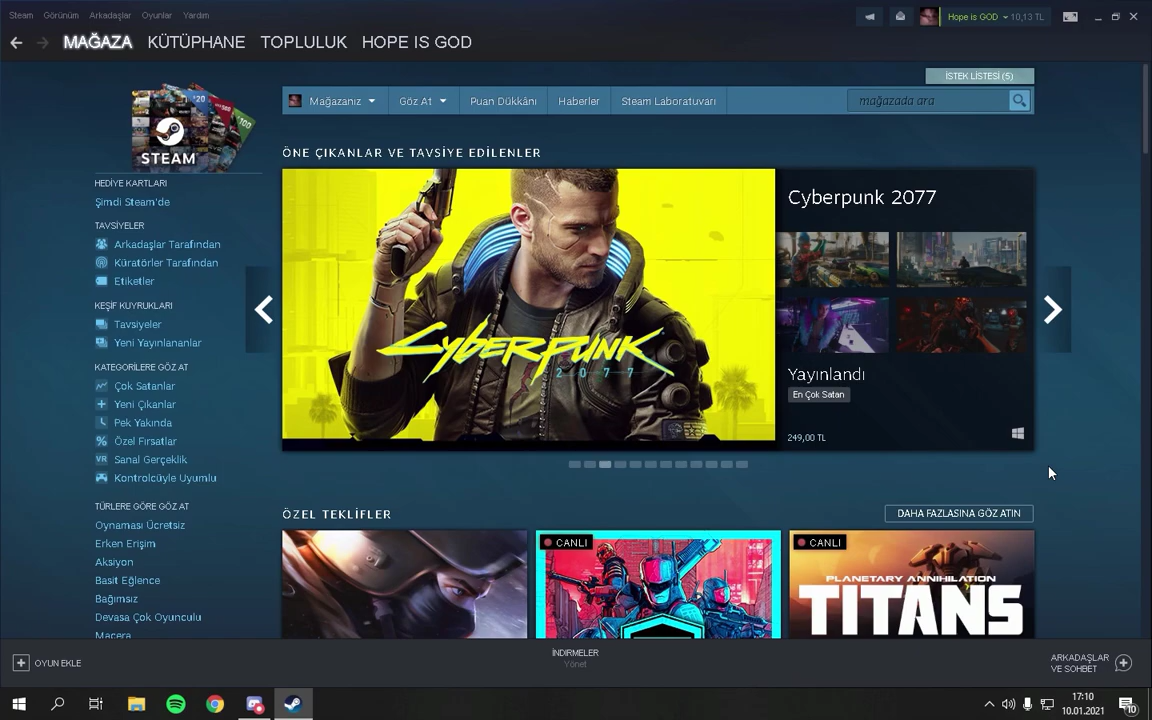 Steam Görünüm Arkadaşlar Oyunlar Yardım
Hope is GOD 10,13 TL
MAĞAZA KÜTÜPHANE TOPLULUK HOPE IS GOD
İSTEK LİSTESİ (5)
Mağazanız Göz At Puan Dükkânı Haberler Steam Laboratuvarı mağazada ara
$20
$100
STEAM
HEDİYE KARTLARI
Şimdi Steam'de
TAVSİYELER
Arkadaşlar Tarafından
Küratörler Tarafından
Etiketler
KEŞİF KUYRUKLARI
Tavsiyeler
Yeni Yayınlananlar
KATEGORİLERE GÖZ AT
Çok Satanlar
Yeni Çıkanlar
Pek Yakında
Özel Fırsatlar
VR Sanal Gerçeklik
Kontrolcüyle Uyumlu
TÜRLERE GÖRE GÖZ AT
Oynaması Ücretsiz
Erken Erişim
Aksiyon
Basit Eğlence
Bağımsız
Devasa Çok Oyunculu
Macera
ÖNE ÇIKANLAR VE TAVSİYE EDİLENLER
Cyberpunk
2077
Cyberpunk 2077
Yayınlandı
En Çok Satan
249,00 TL
ÖZEL TEKLİFLER
DAHA FAZLASINA GÖZ ATIN
CANLI
CANLI
PLANETARY ANNIHILATION
TITANS
OYUN EKLE
İNDİRMELER
Yönet
ARKADAŞLAR
VE SOHBET
17:10
10.01.2021
10